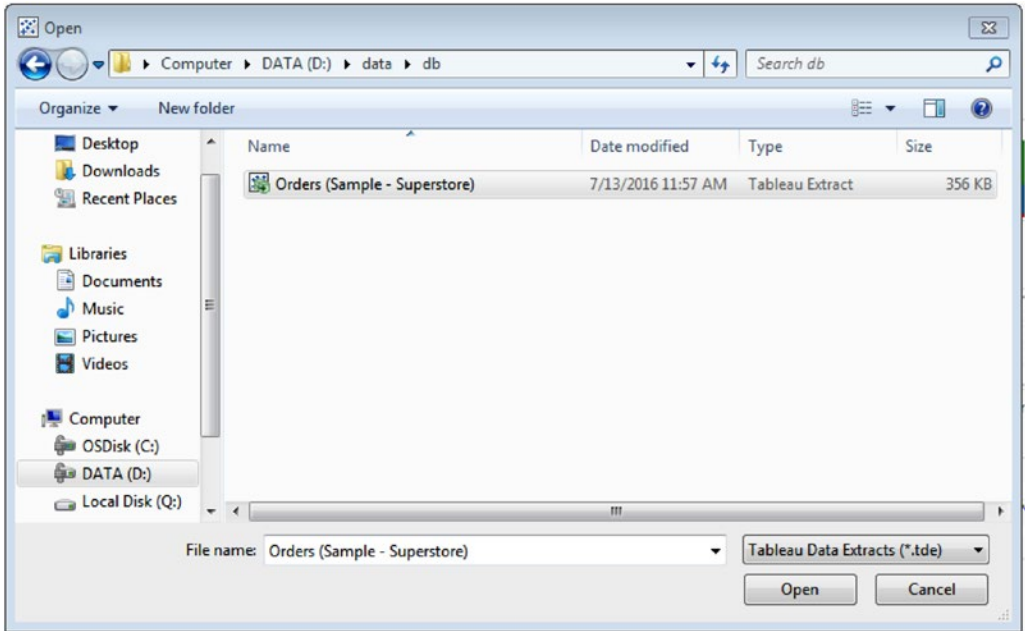 Open
Computer DATA (D:) data db
Search db
Organize New folder
Name Date modified Type Size
Orders (Sample - Superstore) 7/13/2016 11:57 AM Tableau Extract 356 KB
Desktop
Downloads
Recent Places
Libraries
Documents
Music
Pictures
Videos
Computer
OSDisk (C:)
DATA (D:)
Local Disk (Q:)
File name: Orders (Sample - Superstore) Tableau Data Extracts (*.tde)
Open Cancel